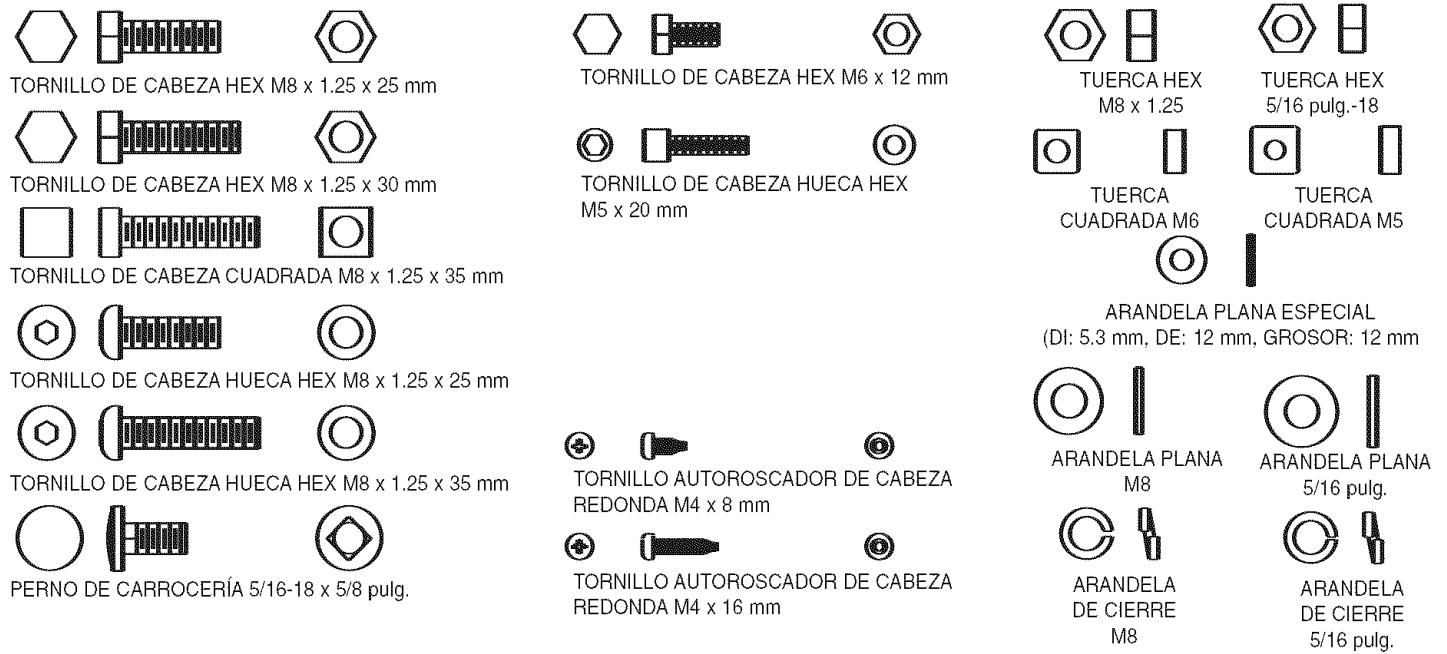 TORNILLO DE CABEZA HEX M8 x 1.25 x 25 mm
TORNILLO DE CABEZA HEX M8 x 1.25 x 30 mm
TORNILLO DE CABEZA CUADRADA M8 x 1.25 x 35 mm
TORNILLO DE CABEZA HUECA HEX M8 x 1.25 x 25 mm
TORNILLO DE CABEZA HUECA HEX M8 x 1.25 x 35 mm
PERNO DE CARROCERÍA 5/16-18 x 5/8 pulg.
TORNILLO DE CABEZA HEX M6 x 12 mm
TORNILLO DE CABEZA HUECA HEX
M5 x 20 mm
TORNILLO AUTOROSCADOR DE CABEZA
REDONDA M4 x 8 mm
TORNILLO AUTOROSCADOR DE CABEZA
REDONDA M4 x 16 mm
TUERCA HEX
M8 x 1.25
TUERCA HEX
5/16 pulg.-18
TUERCA
CUADRADA M6
TUERCA
CUADRADA M5
ARANDELA PLANA ESPECIAL
(DI: 5.3 mm, DE: 12 mm, GROSOR: 12 mm
ARANDELA PLANA
M8
ARANDELA PLANA
5/16 pulg.
ARANDELA
DE CIERRE
M8
ARANDELA
DE CIERRE
5/16 pulg.